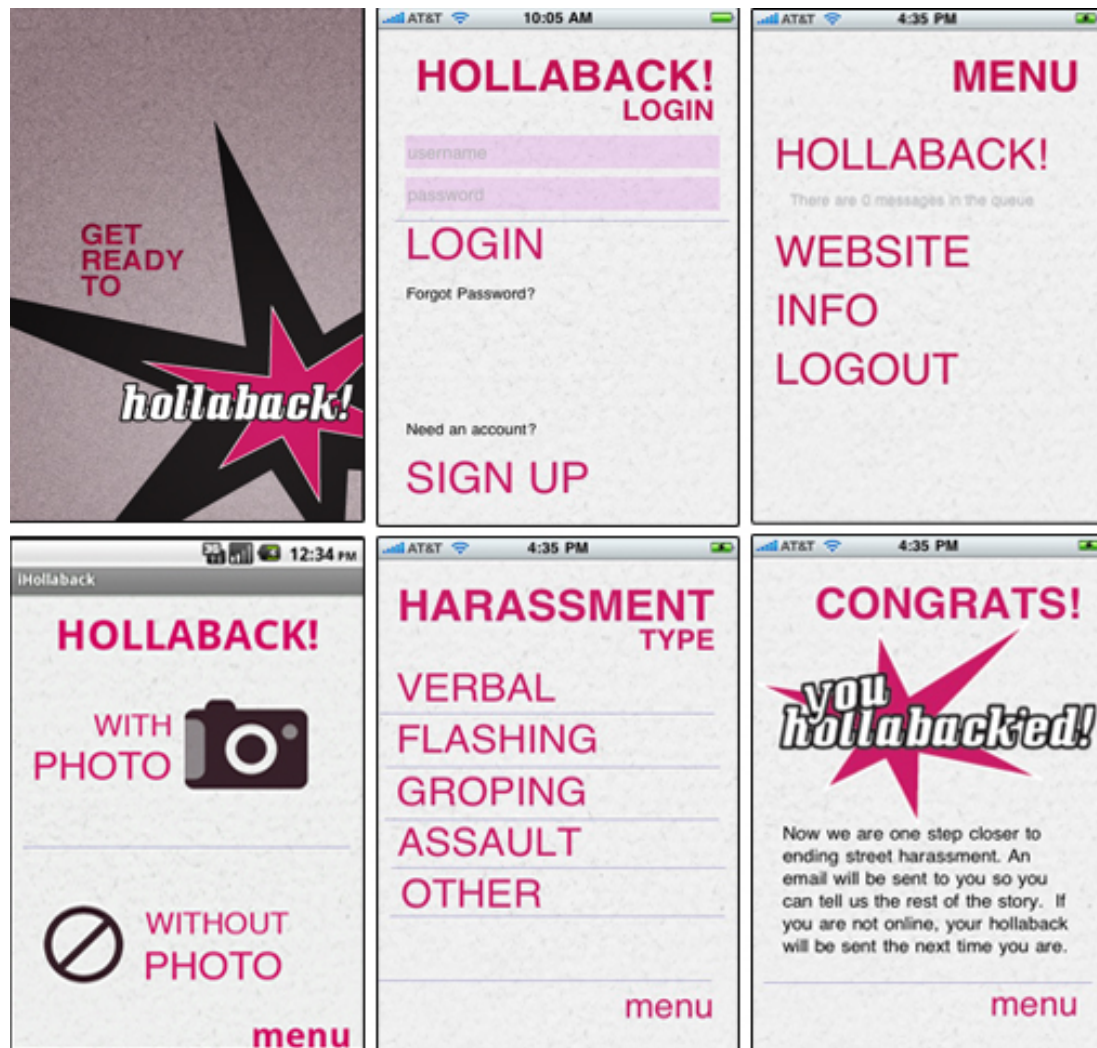 GET
READY
TO
hollaback!
AT&T 10:05 AM
HOLLABACK!
LOGIN
username
password
LOGIN
Forgot Password?
Need an account?
SIGN UP
AT&T 4:35 PM
MENU
HOLLABACK!
There are 0 messages in the queue
WEBSITE
INFO
LOGOUT
12:34 PM
iHollaback
HOLLABACK!
WITH
PHOTO
WITHOUT
PHOTO
menu
AT&T 4:35 PM
HARASSMENT
TYPE
VERBAL
FLASHING
GROPING
ASSAULT
OTHER
menu
AT&T 4:35 PM
CONGRATS!
you
hollaback'ed!
Now we are one step closer to
ending street harassment. An
email will be sent to you so you
can tell us the rest of the story. If
you are not online, your hollaback
will be sent the next time you are.
menu